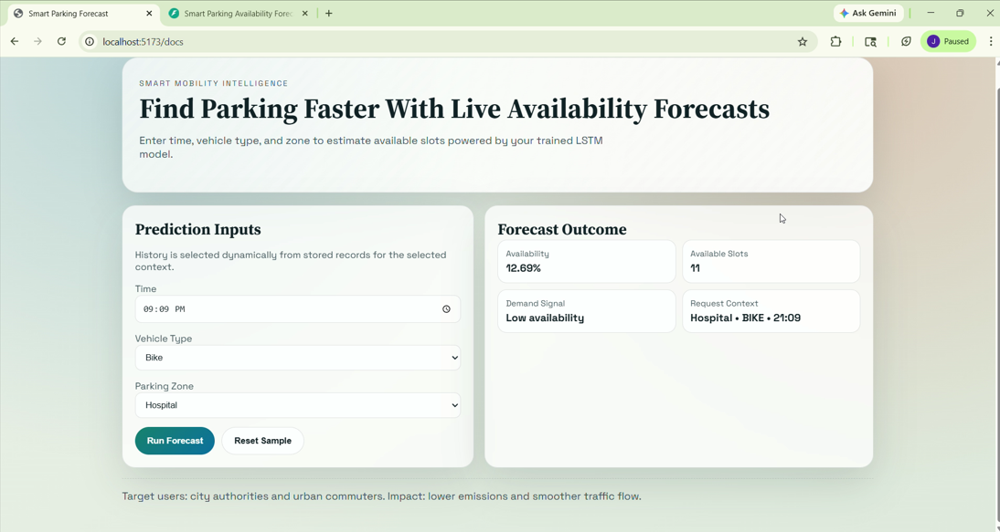 Smart Parking Forecast
Smart Parking Availability Forec
Ask Gemini
localhost:5173/docs
J
Paused
SMART MOBILITY INTELLIGENCE
Find Parking Faster With Live Availability Forecasts
Enter time, vehicle type, and zone to estimate available slots powered by your trained LSTM
model.
Prediction Inputs
History is selected dynamically from stored records for the selected
context.
Time
09:09 PM
Vehicle Type
Bike
Parking Zone
Hospital
Run Forecast
Reset Sample
Forecast Outcome
Availability
12.69%
Available Slots
11
Demand Signal
Low availability
Request Context
Hospital • BIKE • 21:09
Target users: city authorities and urban commuters. Impact: lower emissions and smoother traffic flow.